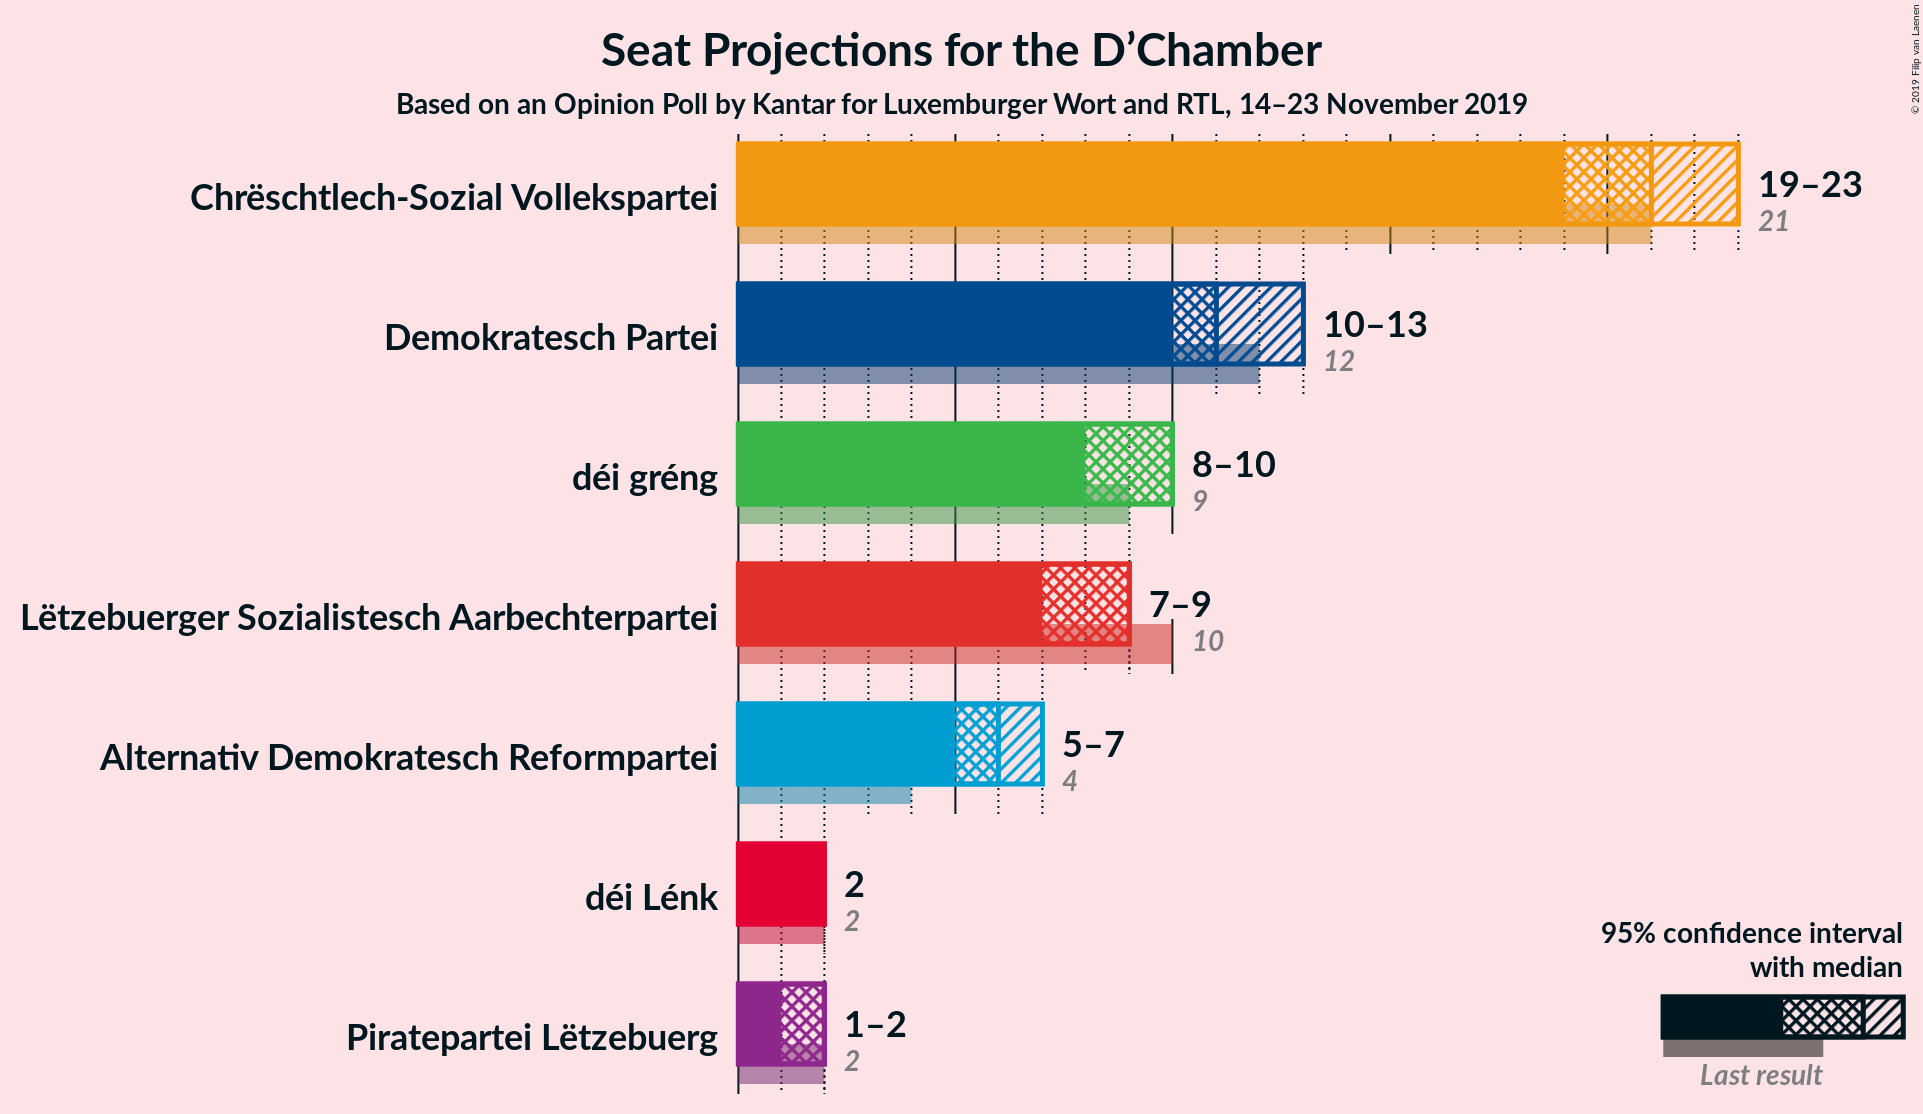 Seat Projections for the D’Chamber
Based on an Opinion Poll by Kantar for Luxemburger Wort and RTL, 14–23 November 2019
© 2019 Filip van Laenen
Chrëschtlech-Sozial Vollekspartei
19–23
21
Demokratesch Partei
10–13
12
déi gréng
8–10
9
Lëtzebuerger Sozialistesch Aarbechterpartei
7–9
10
Alternativ Demokratesch Reformpartei
5–7
4
déi Lénk
2
2
Piratepartei Lëtzebuerg
1–2
2
95% confidence interval
with median
Last result